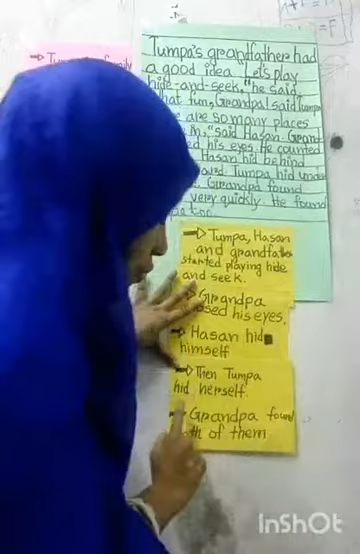 Tumpa's
Tumpa's grandfather had
a good idea "Let's play
hide-and-seek," he said.
fun, Grandpa! said Tumpa
are so many places
said Hasan. Grand
his eyes. He counted
Hasan hid behind
Tumpa hid under
Grandpa found
very quickly. He found
too.
Tumpa, Hasan
and grandfather
started playing hide
and seek.
Grandpa
his eyes.
Hasan hid
himself
Then Tumpa
hid herself.
Grandpa found
of them
InShOt